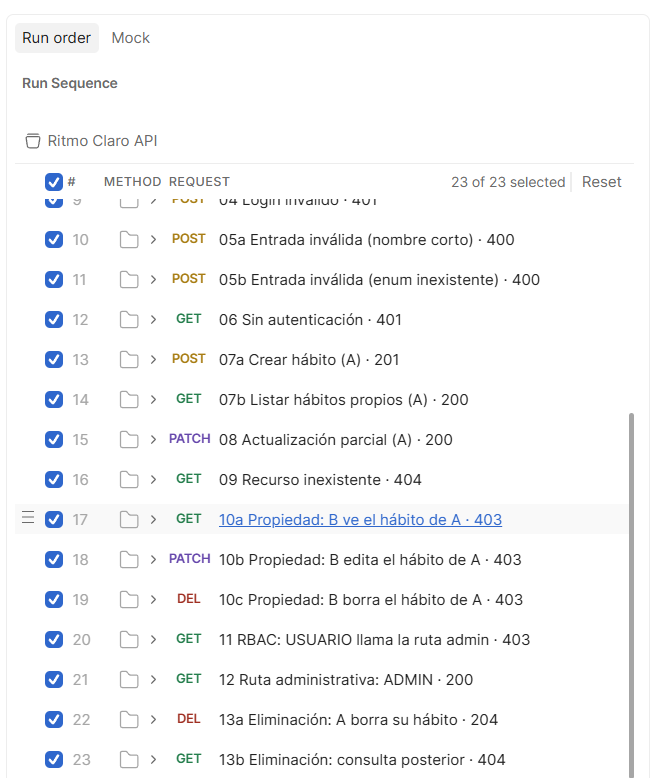 Run order Mock
Run Sequence
Ritmo Claro API
# METHOD REQUEST 23 of 23 selected Reset
9 POST 04 Login inválido · 401
10 POST 05a Entrada inválida (nombre corto) · 400
11 POST 05b Entrada inválida (enum inexistente) · 400
12 GET 06 Sin autenticación · 401
13 POST 07a Crear hábito (A) · 201
14 GET 07b Listar hábitos propios (A) · 200
15 PATCH 08 Actualización parcial (A) · 200
16 GET 09 Recurso inexistente · 404
17 GET 10a Propiedad: B ve el hábito de A · 403
18 PATCH 10b Propiedad: B edita el hábito de A · 403
19 DEL 10c Propiedad: B borra el hábito de A · 403
20 GET 11 RBAC: USUARIO llama la ruta admin · 403
21 GET 12 Ruta administrativa: ADMIN · 200
22 DEL 13a Eliminación: A borra su hábito · 204
23 GET 13b Eliminación: consulta posterior · 404